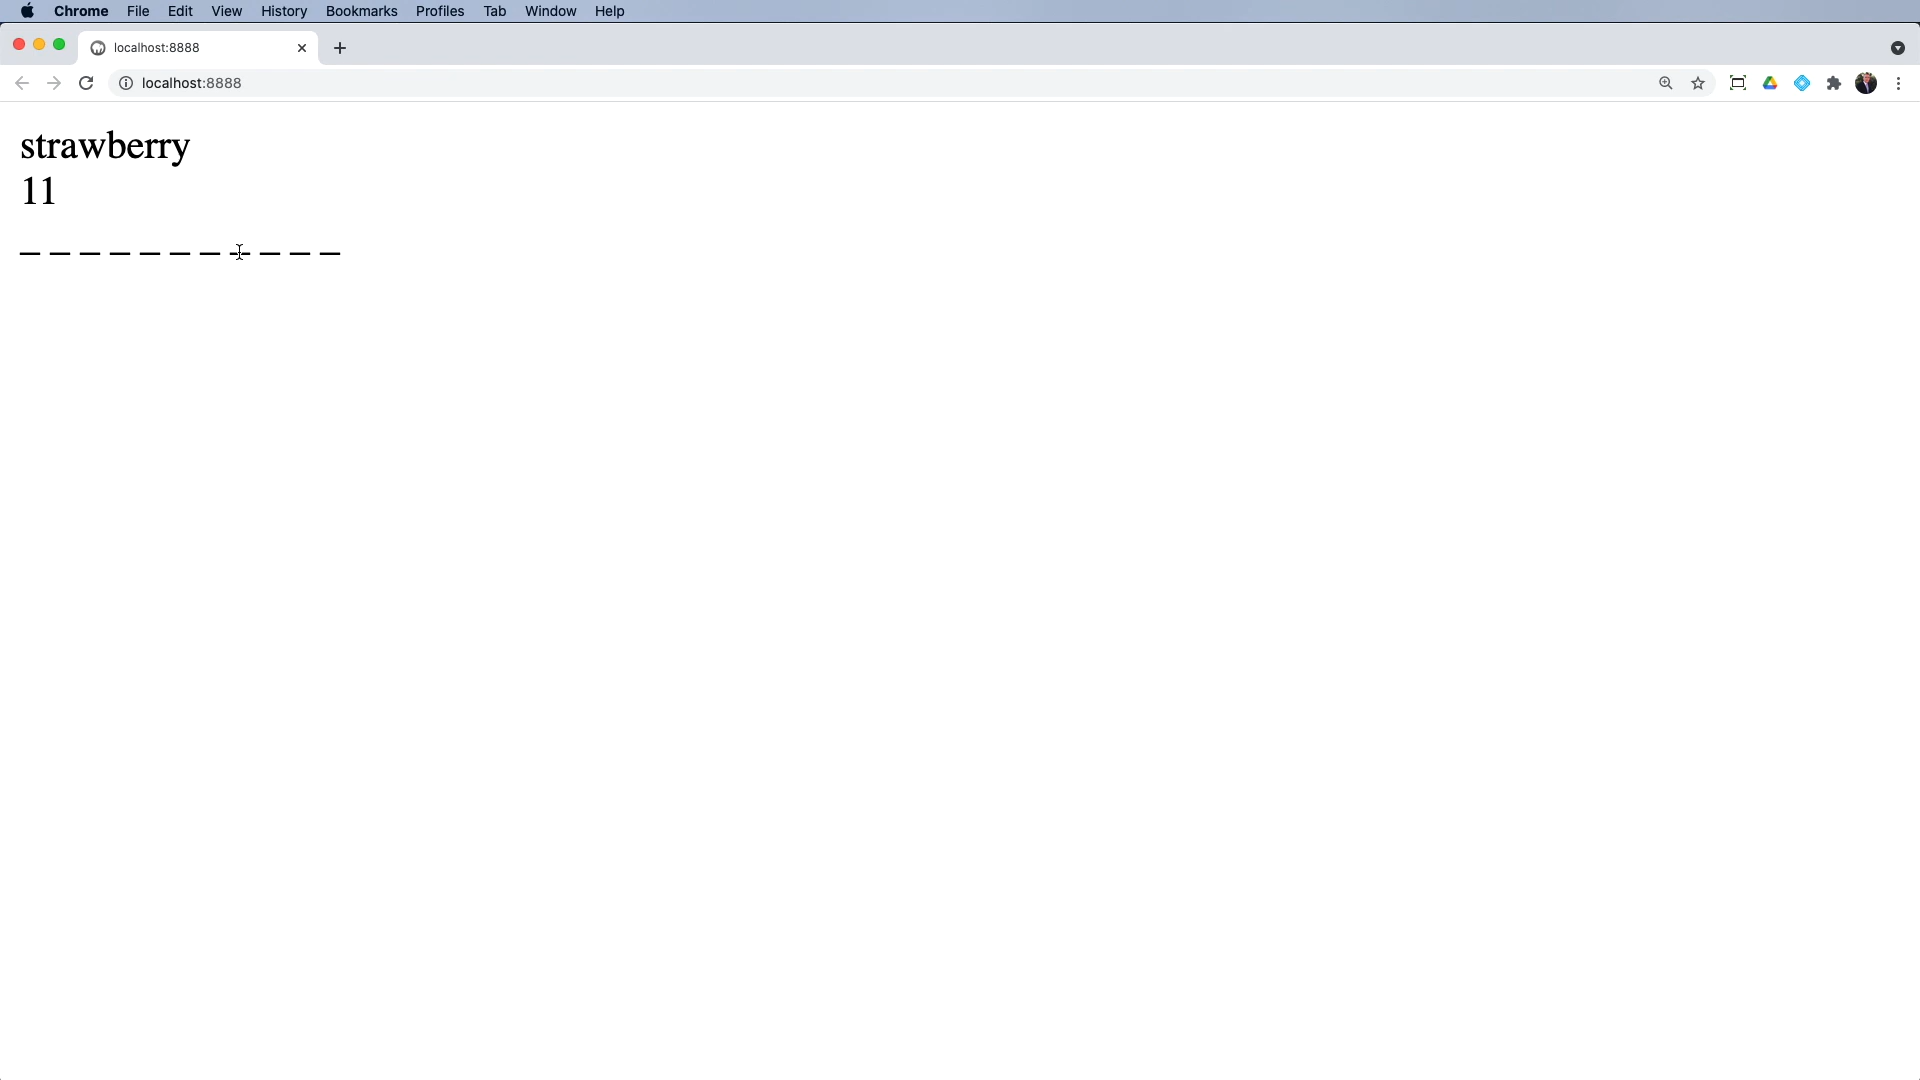 Chrome File Edit View History Bookmarks Profiles Tab Window Help
localhost:8888
localhost:8888
strawberry
11
_ _ _ _ _ _ _ _ _ _ _